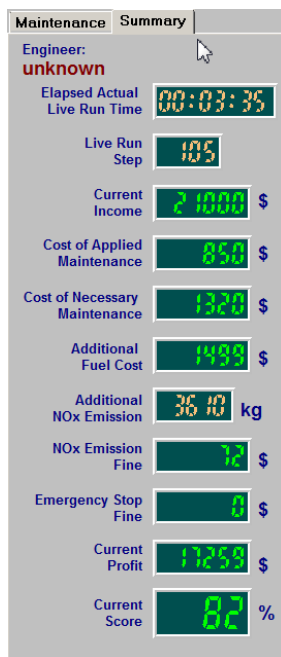 Maintenance Summary
Engineer:
unknown
Elapsed Actual
Live Run Time 00:03:35
Live Run
Step 105
Current
Income 21000 $
Cost of Applied
Maintenance 850 $
Cost of Necessary
Maintenance 1320 $
Additional
Fuel Cost 1499 $
Additional
NOx Emission 3610 kg
NOx Emission
Fine 72 $
Emergency Stop
Fine 0 $
Current
Profit 17259 $
Current
Score 82 %